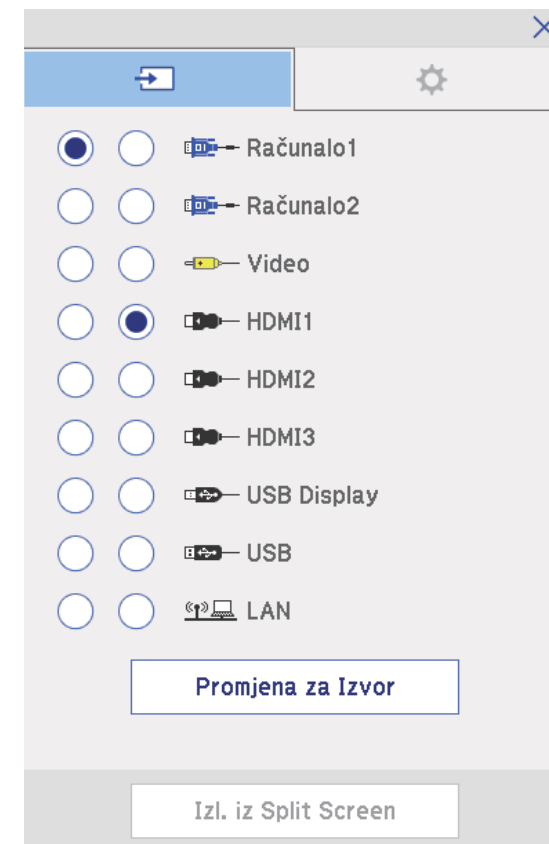 Računalo1
Računalo2
Video
HDMI1
HDMI2
HDMI3
USB Display
USB
LAN
Promjena za Izvor
Izl. iz Split Screen